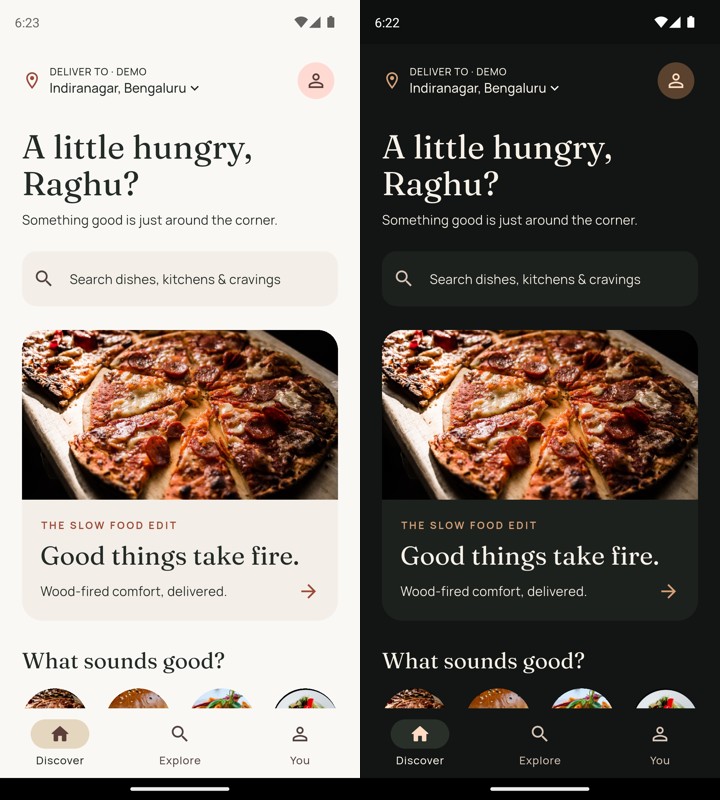 6:23
DELIVER TO · DEMO
Indiranagar, Bengaluru
A little hungry,
Raghu?
Something good is just around the corner.
Search dishes, kitchens & cravings
THE SLOW FOOD EDIT
Good things take fire.
Wood-fired comfort, delivered.
What sounds good?
Discover
Explore
You
6:22
DELIVER TO · DEMO
Indiranagar, Bengaluru
A little hungry,
Raghu?
Something good is just around the corner.
Search dishes, kitchens & cravings
THE SLOW FOOD EDIT
Good things take fire.
Wood-fired comfort, delivered.
What sounds good?
Discover
Explore
You